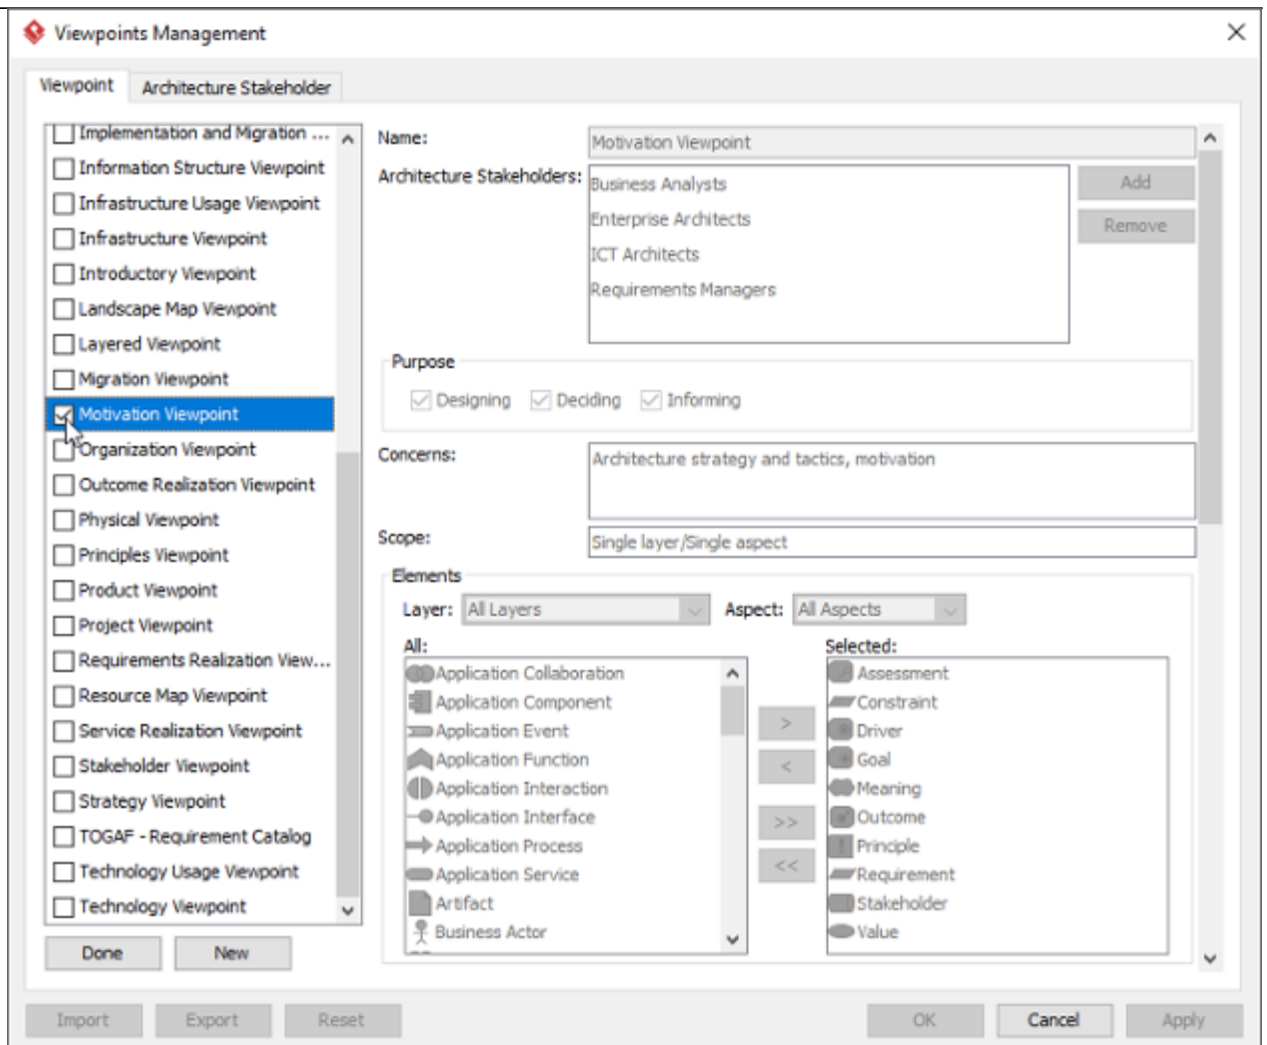 Viewpoints Management
Viewpoint
Architecture Stakeholder
Implementation and Migration ...
Information Structure Viewpoint
Infrastructure Usage Viewpoint
Infrastructure Viewpoint
Introductory Viewpoint
Landscape Map Viewpoint
Layered Viewpoint
Migration Viewpoint
Motivation Viewpoint
Organization Viewpoint
Outcome Realization Viewpoint
Physical Viewpoint
Principles Viewpoint
Product Viewpoint
Project Viewpoint
Requirements Realization View...
Resource Map Viewpoint
Service Realization Viewpoint
Stakeholder Viewpoint
Strategy Viewpoint
TOGAF - Requirement Catalog
Technology Usage Viewpoint
Technology Viewpoint
Done
New
Name:
Motivation Viewpoint
Architecture Stakeholders:
Business Analysts
Enterprise Architects
ICT Architects
Requirements Managers
Add
Remove
Purpose
Designing
Deciding
Informing
Concerns:
Architecture strategy and tactics, motivation
Scope:
Single layer/Single aspect
Elements
Layer:
All Layers
Aspect:
All Aspects
All:
Application Collaboration
Application Component
Application Event
Application Function
Application Interaction
Application Interface
Application Process
Application Service
Artifact
Business Actor
>
<
>>
<<
Selected:
Assessment
Constraint
Driver
Goal
Meaning
Outcome
Principle
Requirement
Stakeholder
Value
Import
Export
Reset
OK
Cancel
Apply